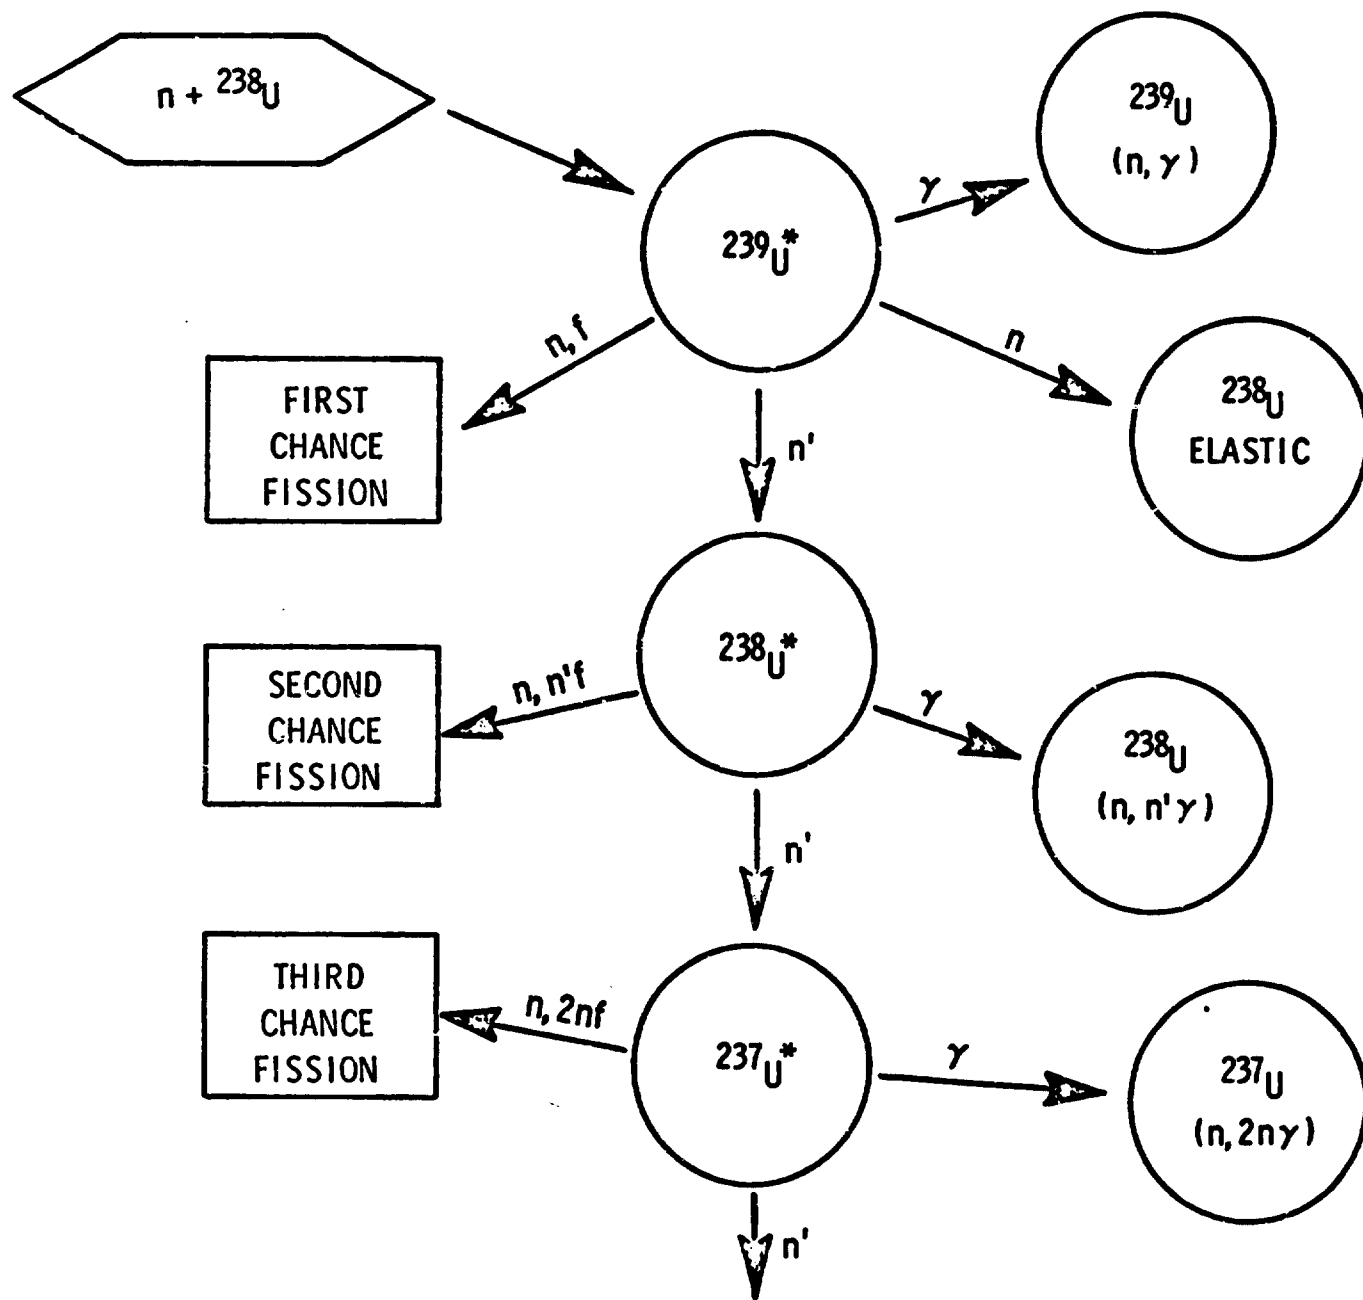 n + ²³⁸U
²³⁹U
(n, γ)
γ
²³⁹U*
n, f
n
FIRST
CHANCE
FISSION
²³⁸U
ELASTIC
n'
²³⁸U*
n, n'f
γ
SECOND
CHANCE
FISSION
²³⁸U
(n, n'γ)
n'
THIRD
CHANCE
FISSION
n, 2nf
²³⁷U*
γ
²³⁷U
(n, 2nγ)
n'